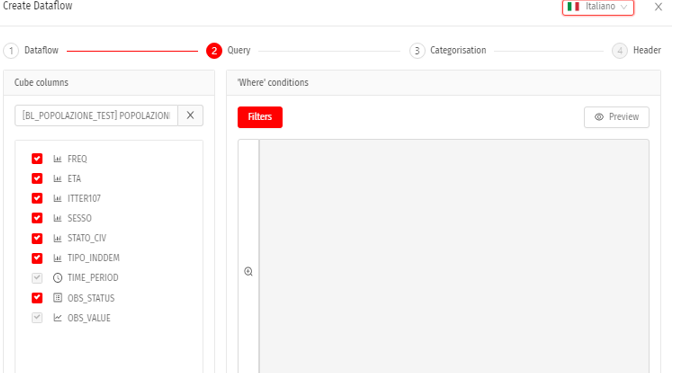 Create Dataflow
Italiano
1 Dataflow
2 Query
3 Categorisation
4 Header
Cube columns
'Where' conditions
[BL_POPOLAZIONE_TEST] POPOLAZION
X
Filters
Preview
FREQ
ETA
ITTER107
SESSO
STATO_CIV
TIPO_INDDEM
TIME_PERIOD
OBS_STATUS
OBS_VALUE